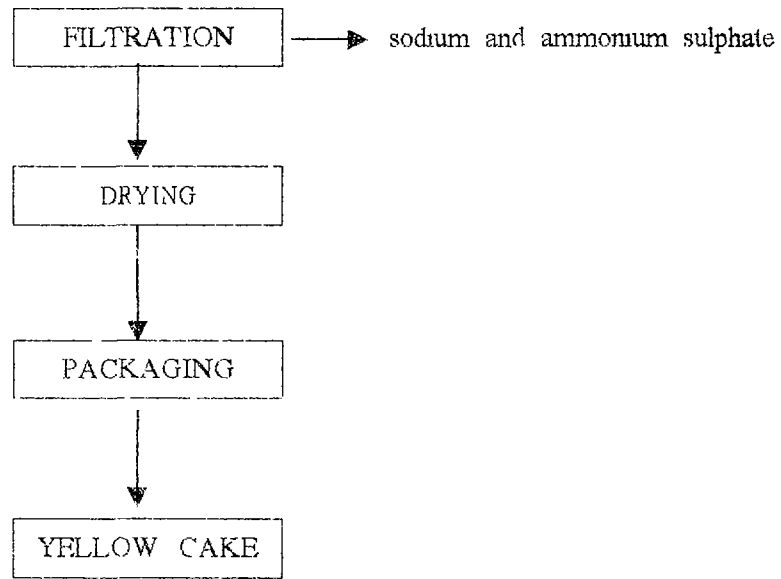 FILTRATION
sodium and ammonium sulphate
DRYING
PACKAGING
YELLOW CAKE